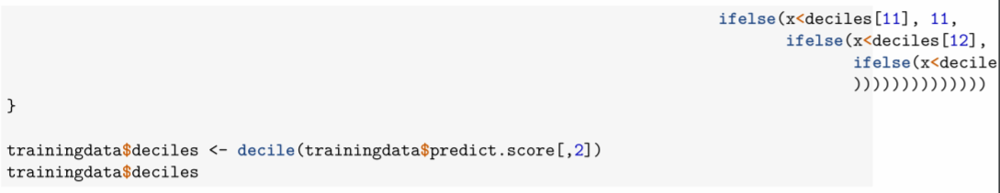 ifelse(x<deciles[11], 11,
ifelse(x<deciles[12],
ifelse(x<decile
))))))))))))))
}
trainingdata$deciles <- decile(trainingdata$predict.score[,2])
trainingdata$deciles